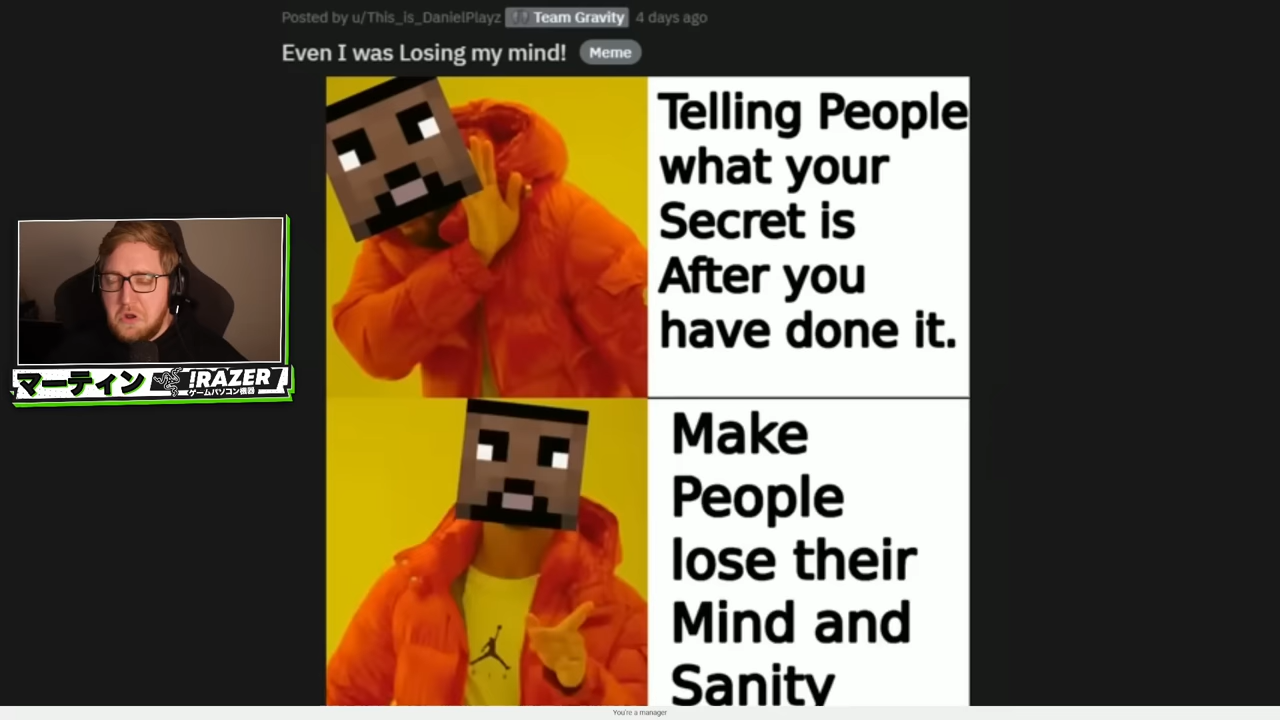 Posted by u/This_is_DanielPlayz Team Gravity 4 days ago
Even I was Losing my mind! Meme
Telling People
what your
Secret is
After you
have done it.
マーティン !RAZER
ゲームパソコン機器
Make
People
lose their
Mind and
Sanity
You're a manager